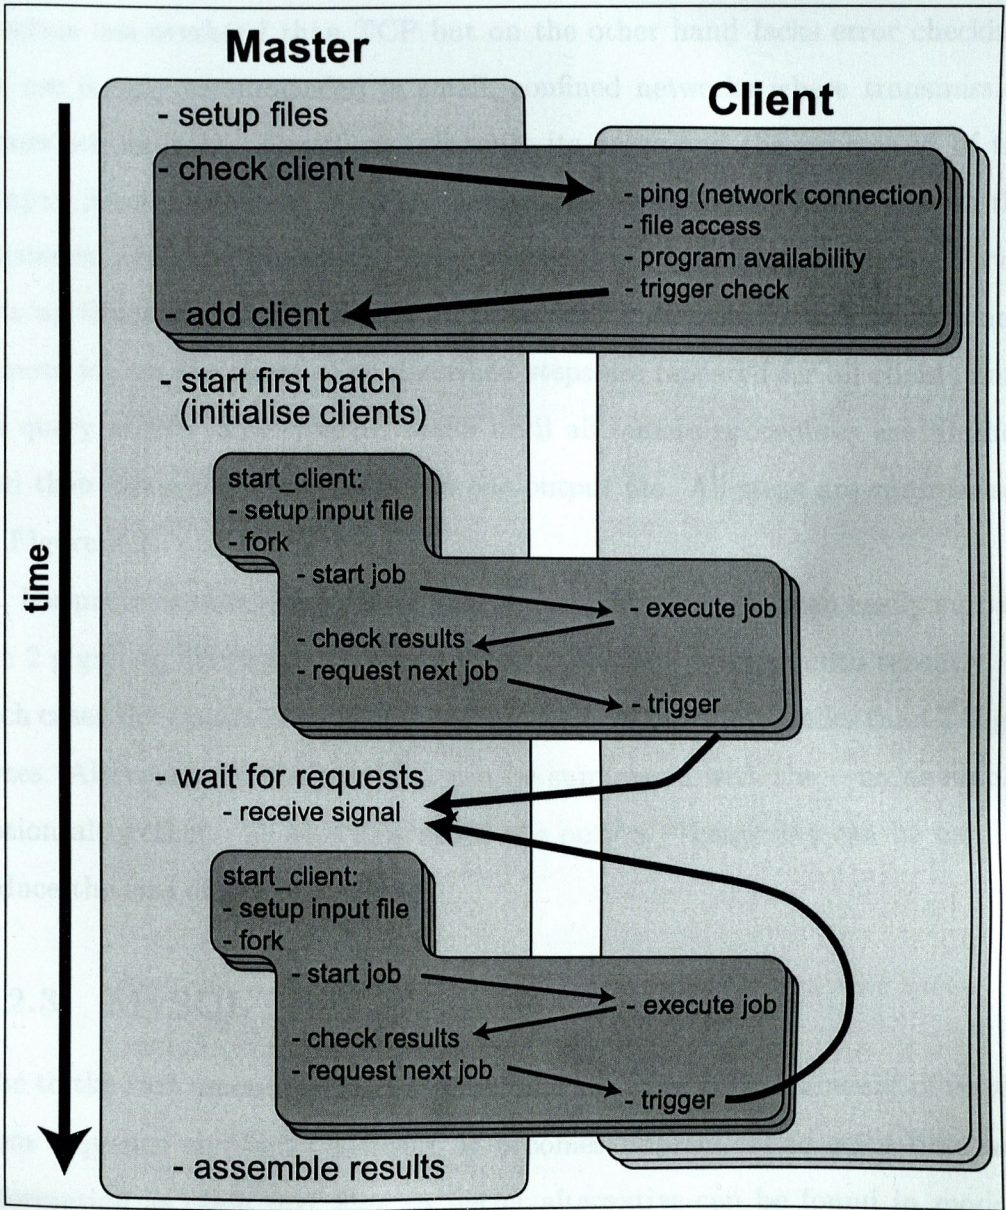 Master
Client
- setup files
- check client
- ping (network connection)
- file access
- program availability
- trigger check
- add client
- start first batch
(initialise clients)
start_client:
- setup input file
- fork
- start job
- execute job
- check results
- request next job
- trigger
- wait for requests
- receive signal
start_client:
- setup input file
- fork
- start job
- execute job
- check results
- request next job
- trigger
- assemble results
time